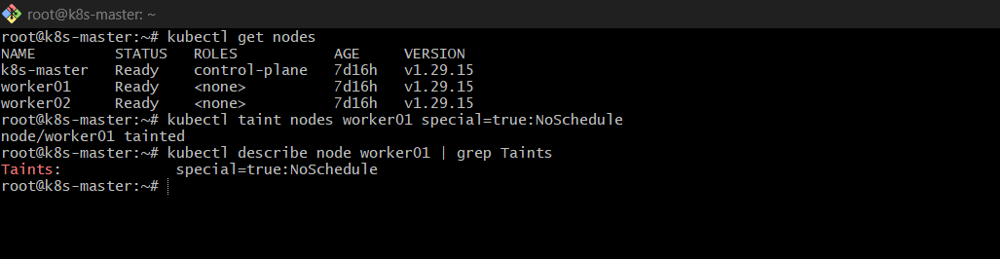 root@k8s-master: ~
root@k8s-master:~# kubectl get nodes
NAME         STATUS   ROLES           AGE     VERSION
k8s-master   Ready    control-plane   7d16h   v1.29.15
worker01     Ready    <none>          7d16h   v1.29.15
worker02     Ready    <none>          7d16h   v1.29.15
root@k8s-master:~# kubectl taint nodes worker01 special=true:NoSchedule
node/worker01 tainted
root@k8s-master:~# kubectl describe node worker01 | grep Taints
Taints:             special=true:NoSchedule
root@k8s-master:~#